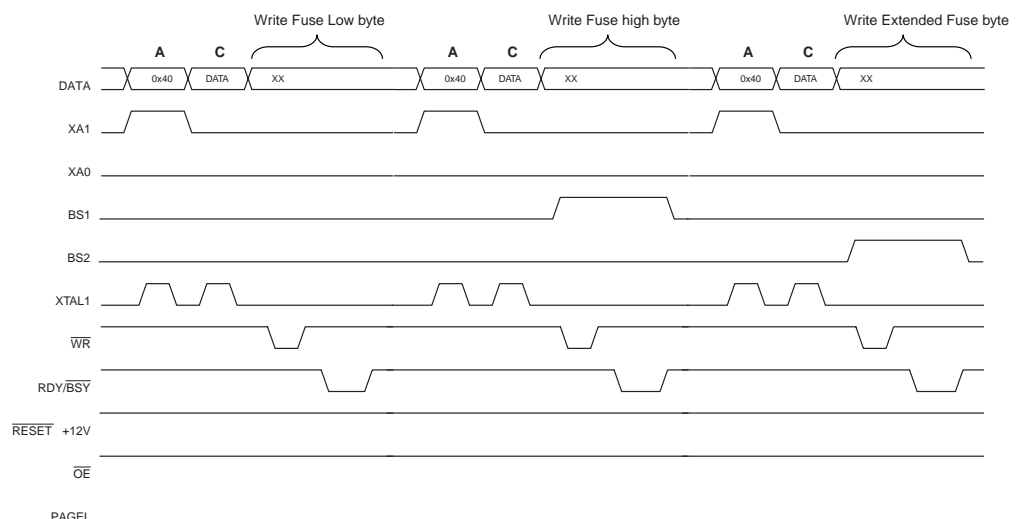 Write Fuse Low byte Write Fuse high byte Write Extended Fuse byte
A C A C A C
DATA 0x40 DATA XX 0x40 DATA XX 0x40 DATA XX
XA1
XA0
BS1
BS2
XTAL1
WR
RDY/BSY
RESET +12V
OE
PAGEL